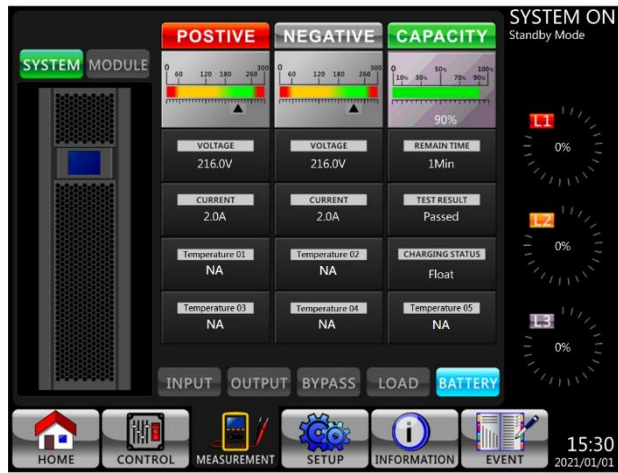 SYSTEM ON
Standby Mode
SYSTEM MODULE
POSTIVE NEGATIVE CAPACITY
0 60 120 180 260 300
0 60 120 180 260 300
0 10% 30% 50% 70% 90% 100%
90%
VOLTAGE VOLTAGE REMAIN TIME
216.0V 216.0V 1Min
CURRENT CURRENT TEST RESULT
2.0A 2.0A Passed
Temperature 01 Temperature 02 CHARGING STATUS
NA NA Float
Temperature 03 Temperature 04 Temperature 05
NA NA NA
L1
0%
L2
0%
L3
0%
INPUT OUTPUT BYPASS LOAD BATTERY
HOME CONTROL MEASUREMENT SETUP INFORMATION EVENT
15:30
2021/01/01